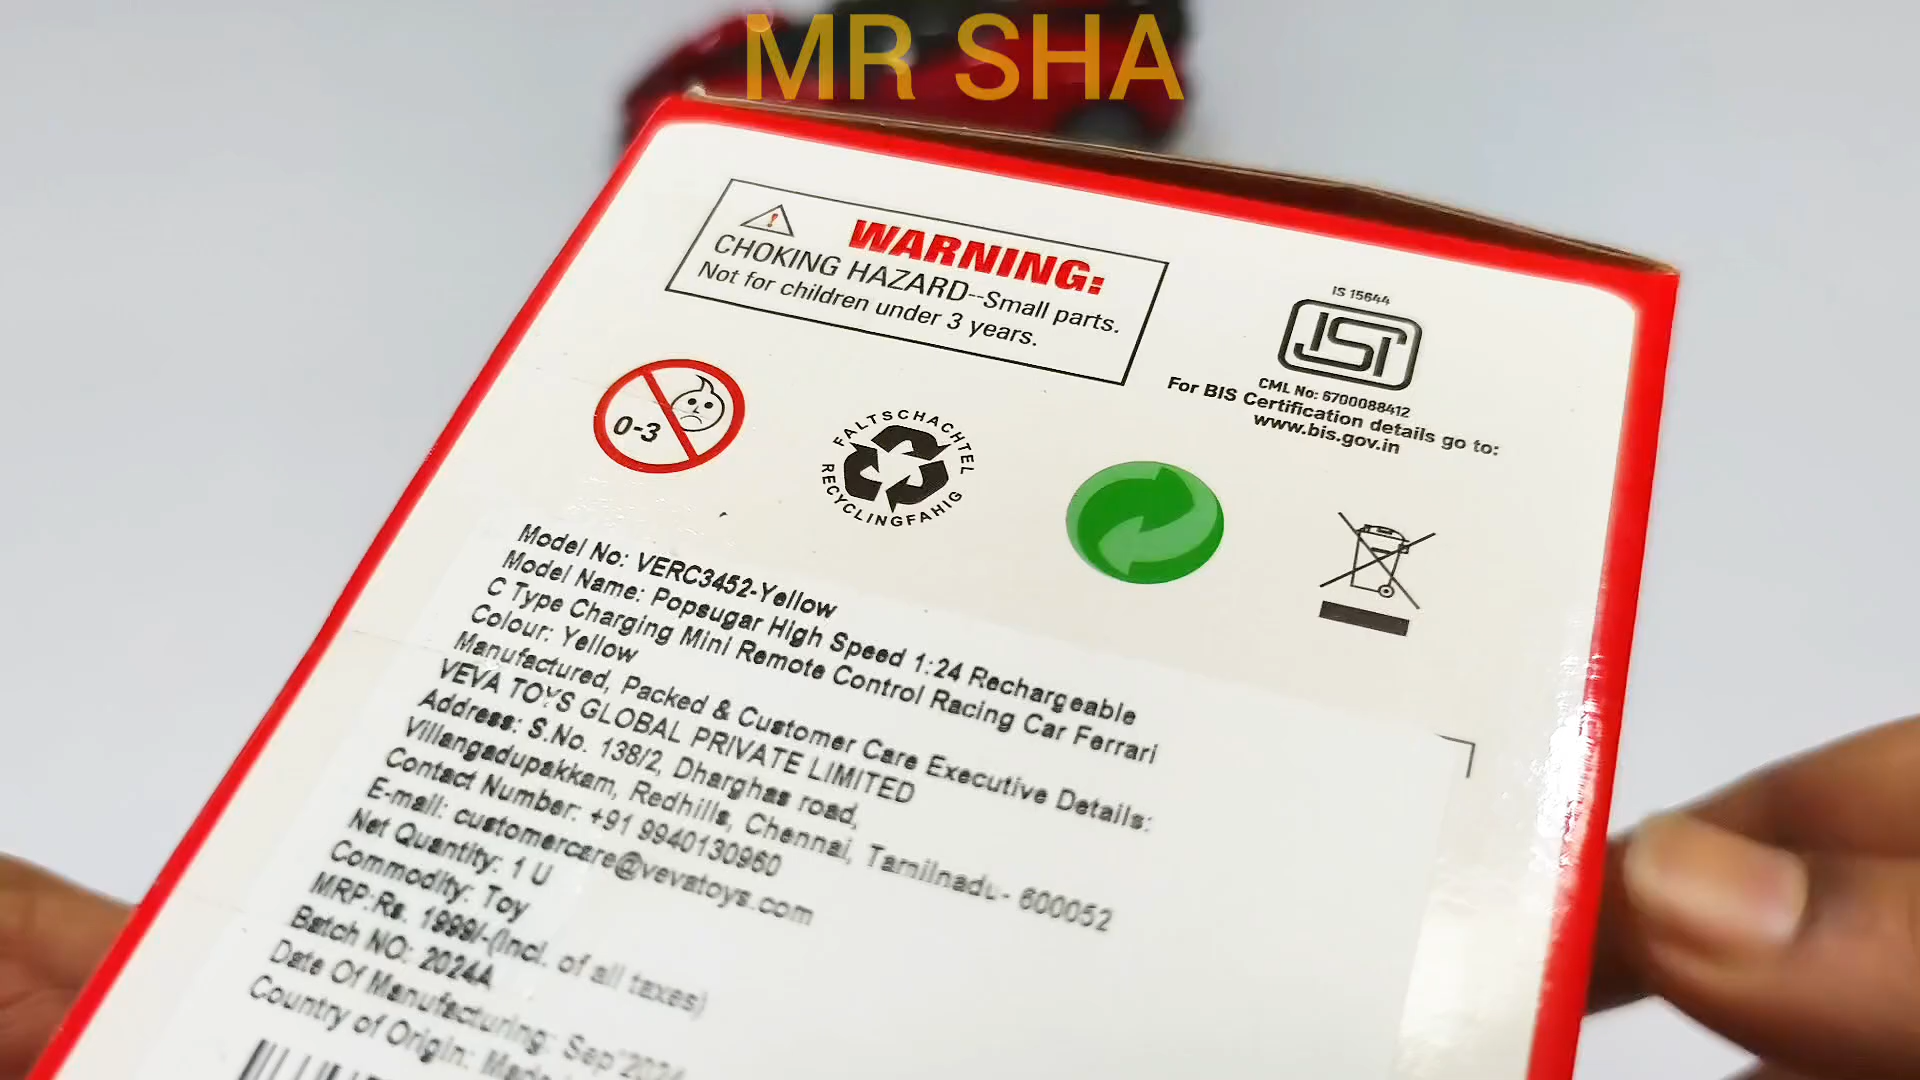 MR SHA
WARNING:
CHOKING HAZARD--Small parts.
Not for children under 3 years.
IS 15644
ISI
CML No: 6700088412
For BIS Certification details go to:
www.bis.gov.in
0-3
FALTSCHACHTEL
RECYCLINGFAHIG
Model No: VERC3452-Yellow
Model Name: Popsugar High Speed 1:24 Rechargeable
C Type Charging Mini Remote Control Racing Car Ferrari
Colour: Yellow
Manufactured, Packed & Customer Care Executive Details:
VEVA TOYS GLOBAL PRIVATE LIMITED
Address: S.No. 138/2, Dharghas road,
Villangadupakkam, Redhills, Chennai, Tamilnadu- 600052
Contact Number: +91 9940130960
E-mail: customercare@vevatoys.com
Net Quantity: 1 U
Commodity: Toy
MRP:Rs. 1999/-(Incl. of all taxes)
Batch NO: 2024A
Date Of Manufacturing: Sep'2024
Country of Origin: Made